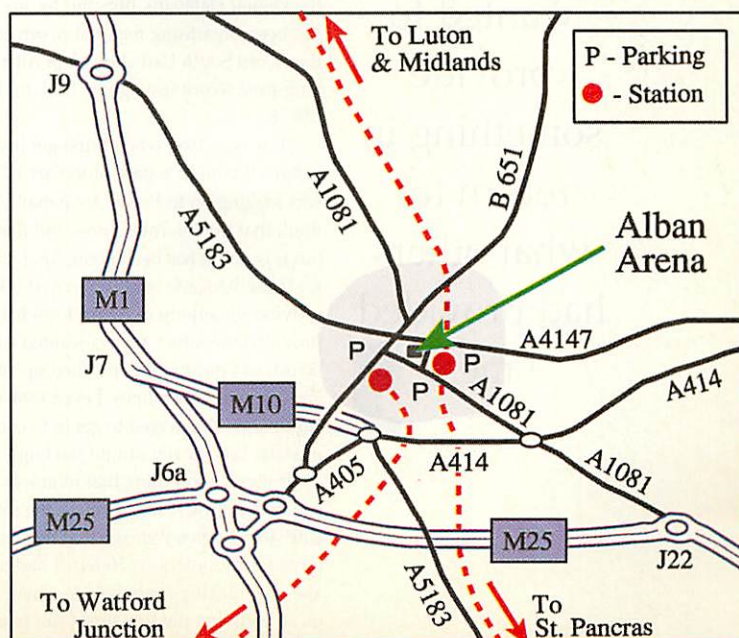 To Luton
& Midlands
P - Parking
- Station
J9
A1081
B 651
A5183
Alban
Arena
M1
A4147
P
P
P
J7
A1081
A414
M10
A414
A1081
J6a
A405
M25
M25
J22
A5183
To Watford
Junction
To
St. Pancras